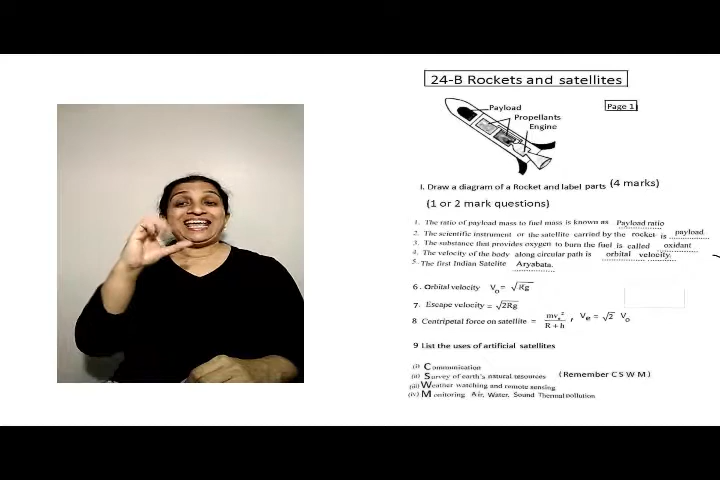 24-B Rockets and satellites
Page 1
Payload
Propellants
Engine
I. Draw a diagram of a Rocket and label parts (4 marks)
(1 or 2 mark questions)
1. The ratio of payload mass to fuel mass is known as Payload ratio
2. The scientific instrument or the satellite carried by the rocket is payload
3. The substance that provides oxygen to burn the fuel is called oxidant
4. The velocity of the body along circular path is orbital velocity.
5. The first Indian Satelite Aryabata.
6. Orbital velocity Vo = √Rg
7. Escape velocity = √2Rg
8 Centripetal force on satellite = mvo² / R + h , Ve = √2 Vo
9 List the uses of artificial satellites
(i) Communication
(ii) Survey of earth's natural resources (Remember C S W M)
(iii) Weather watching and remote sensing
(iv) Monitoring Air, Water, Sound Thermal pollution